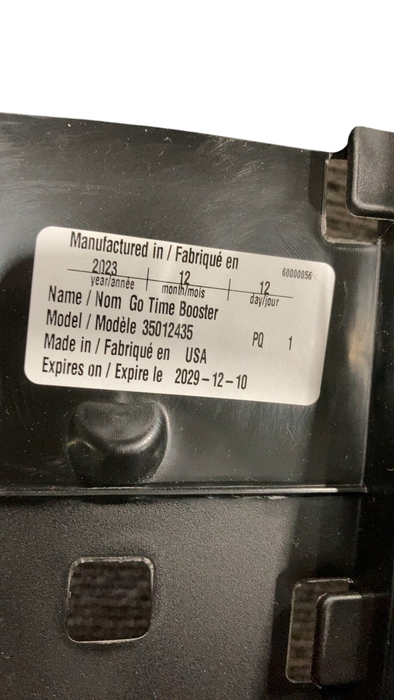 Manufactured in / Fabriqué en
60000056
2023 | 12 | 12
year/année month/mois day/jour
Name / Nom Go Time Booster
Model / Modèle 35012435 PQ 1
Made in / Fabriqué en USA
Expires on / Expire le 2029-12-10